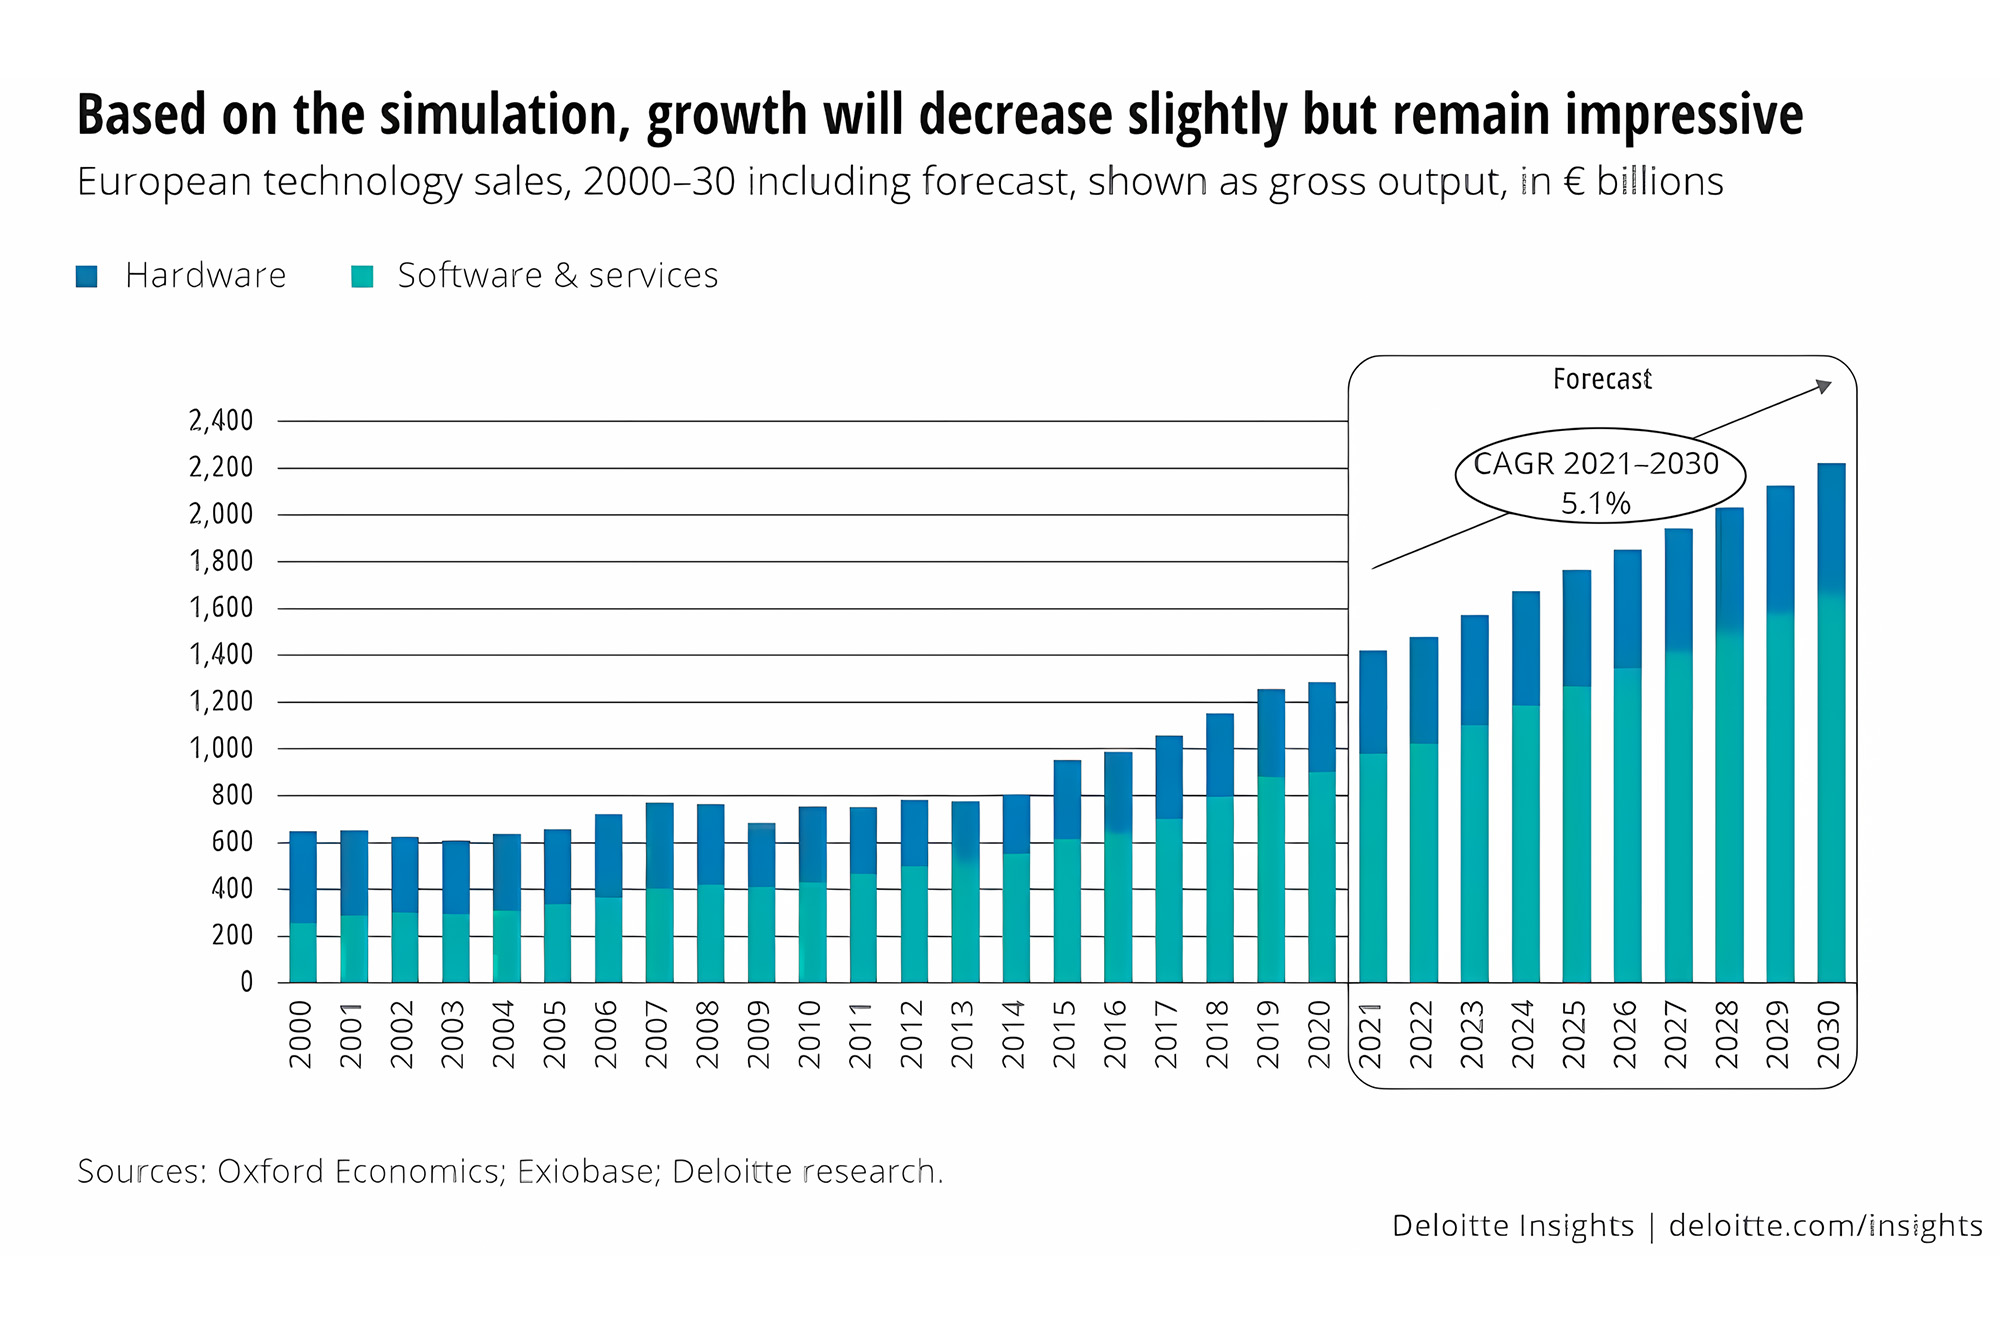 Based on the simulation, growth will decrease slightly but remain impressive
European technology sales, 2000–30 including forecast, shown as gross output, in € billions
Hardware Software & services
Forecast
CAGR 2021–2030
5.1%
2,400
2,200
2,000
1,800
1,600
1,400
1,200
1,000
800
600
400
200
0
2000 2001 2002 2003 2004 2005 2006 2007 2008 2009 2010 2011 2012 2013 2014 2015 2016 2017 2018 2019 2020 2021 2022 2023 2024 2025 2026 2027 2028 2029 2030
Sources: Oxford Economics; Exiobase; Deloitte research.
Deloitte Insights | deloitte.com/insights